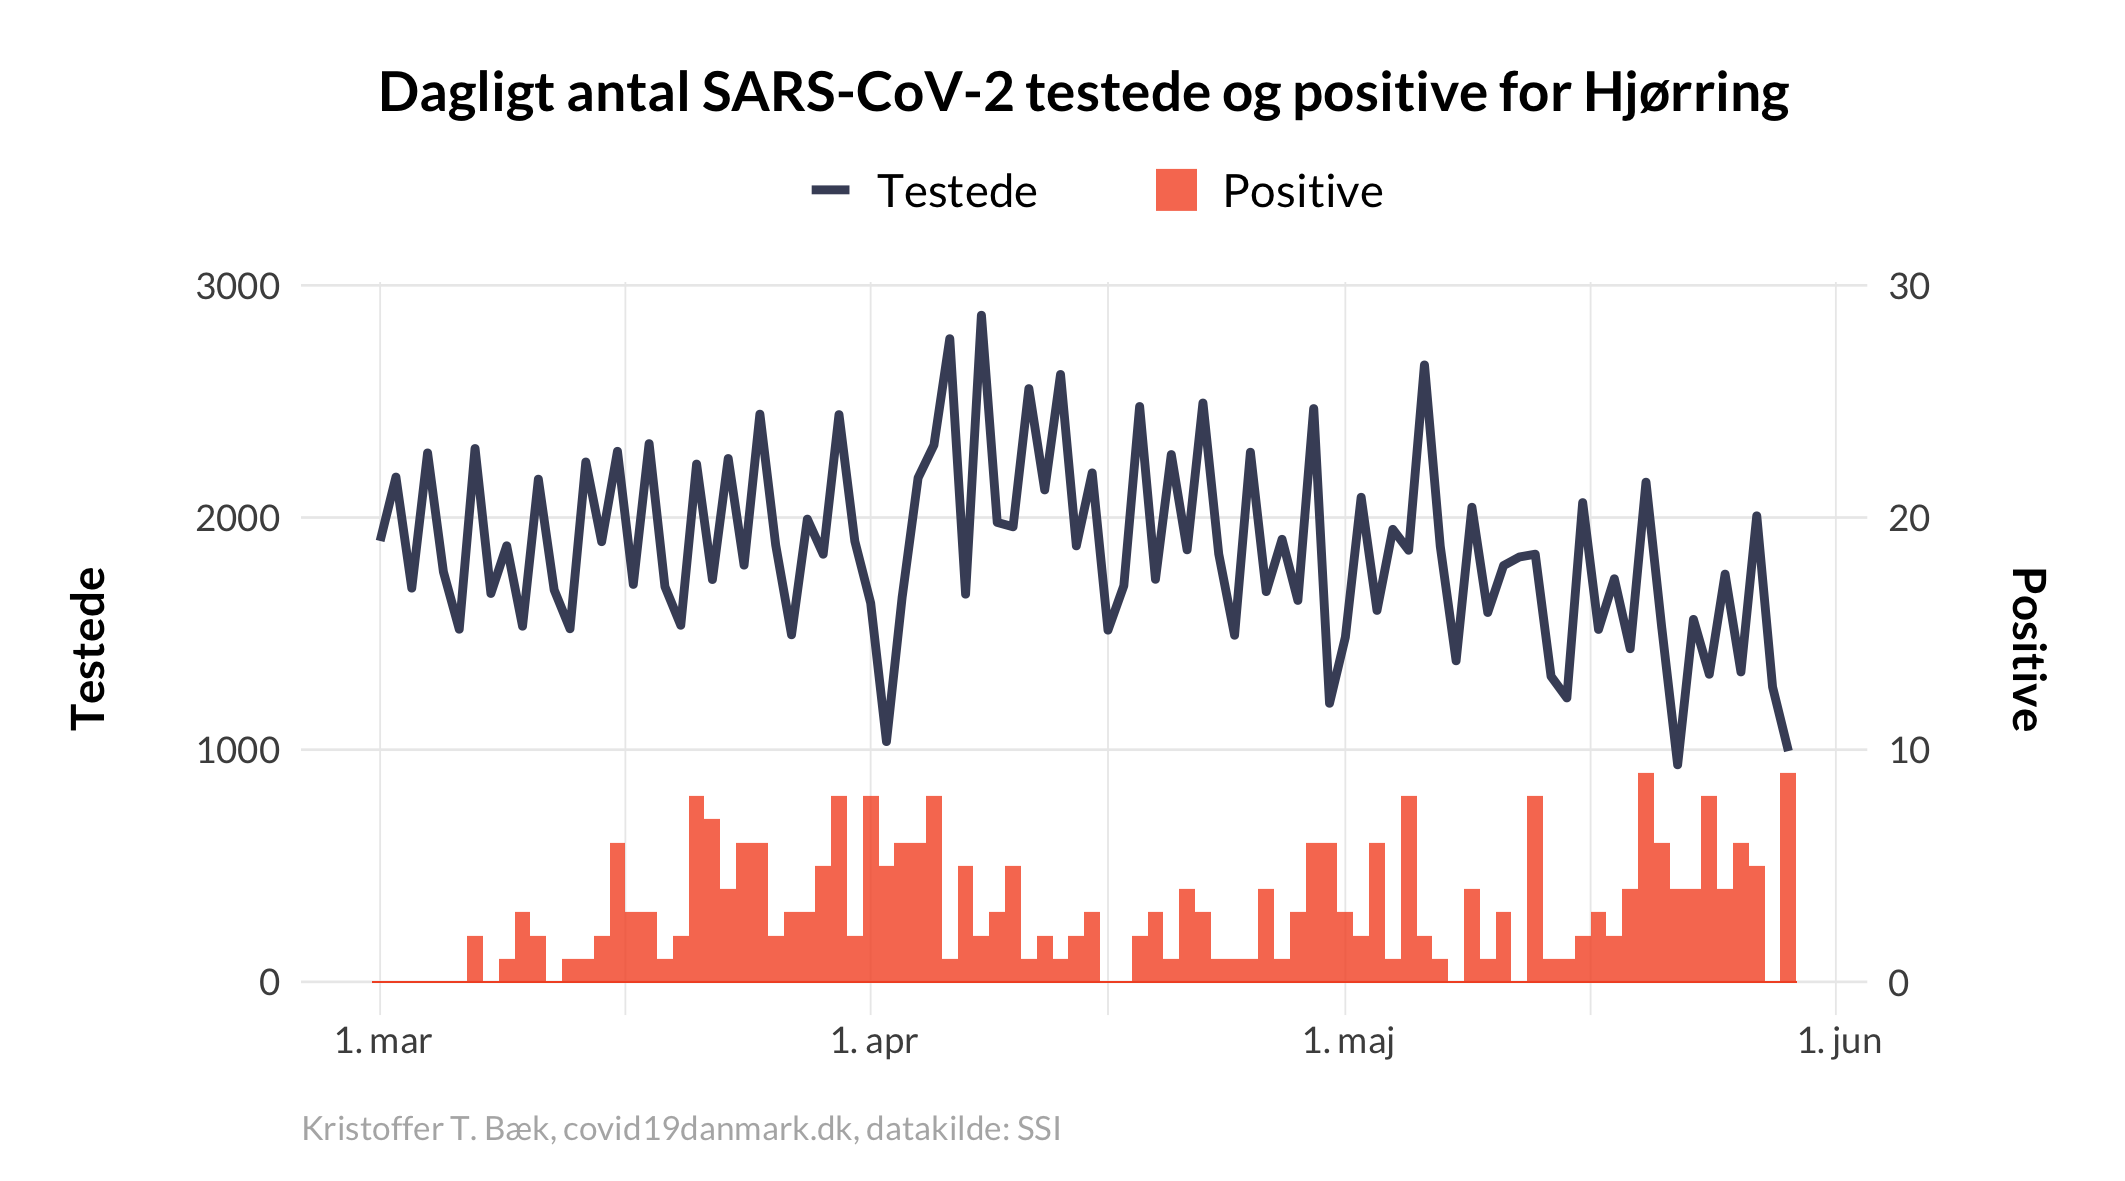 Dagligt antal SARS-CoV-2 testede og positive for Hjørring
Testede Positive
3000 30
2000 20
Testede Positive
1000 10
0 0
1. mar 1. apr 1. maj 1. jun
Kristoffer T. Bæk, covid19danmark.dk, datakilde: SSI